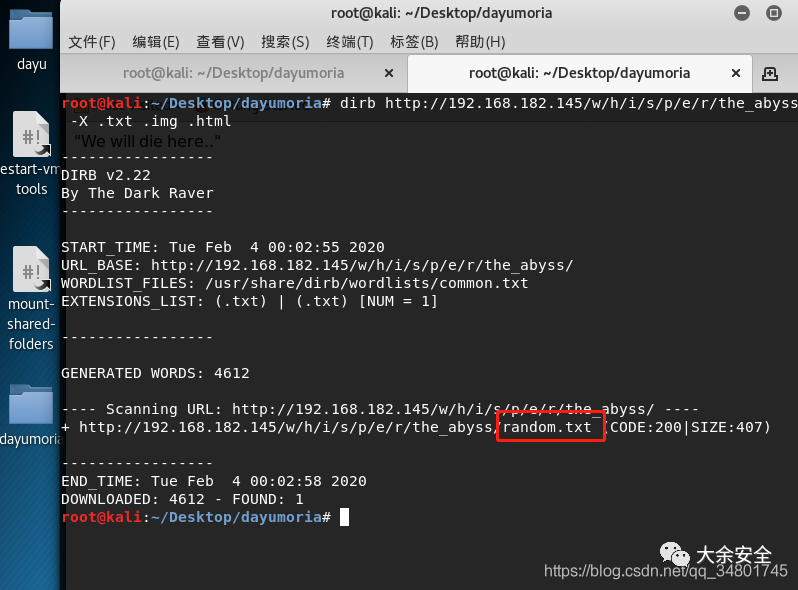 root@kali: ~/Desktop/dayumoria
dayu
文件(F) 编辑(E) 查看(V) 搜索(S) 终端(T) 标签(B) 帮助(H)
root@kali: ~/Desktop/dayumoria × root@kali: ~/Desktop/dayumoria ×
root@kali:~/Desktop/dayumoria# dirb http://192.168.182.145/w/h/i/s/p/e/r/the_abyss
-X .txt .img .html
"We will die here.."
-----------------
DIRB v2.22
By The Dark Raver
-----------------
START_TIME: Tue Feb  4 00:02:55 2020
URL_BASE: http://192.168.182.145/w/h/i/s/p/e/r/the_abyss/
WORDLIST_FILES: /usr/share/dirb/wordlists/common.txt
EXTENSIONS_LIST: (.txt) | (.txt) [NUM = 1]
-----------------
GENERATED WORDS: 4612
---- Scanning URL: http://192.168.182.145/w/h/i/s/p/e/r/the_abyss/ ----
+ http://192.168.182.145/w/h/i/s/p/e/r/the_abyss/random.txt (CODE:200|SIZE:407)
-----------------
END_TIME: Tue Feb  4 00:02:58 2020
DOWNLOADED: 4612 - FOUND: 1
root@kali:~/Desktop/dayumoria#
#!
estart-vm
tools
#!
mount-
shared-
folders
dayumoria
大余安全
https://blog.csdn.net/qq_34801745